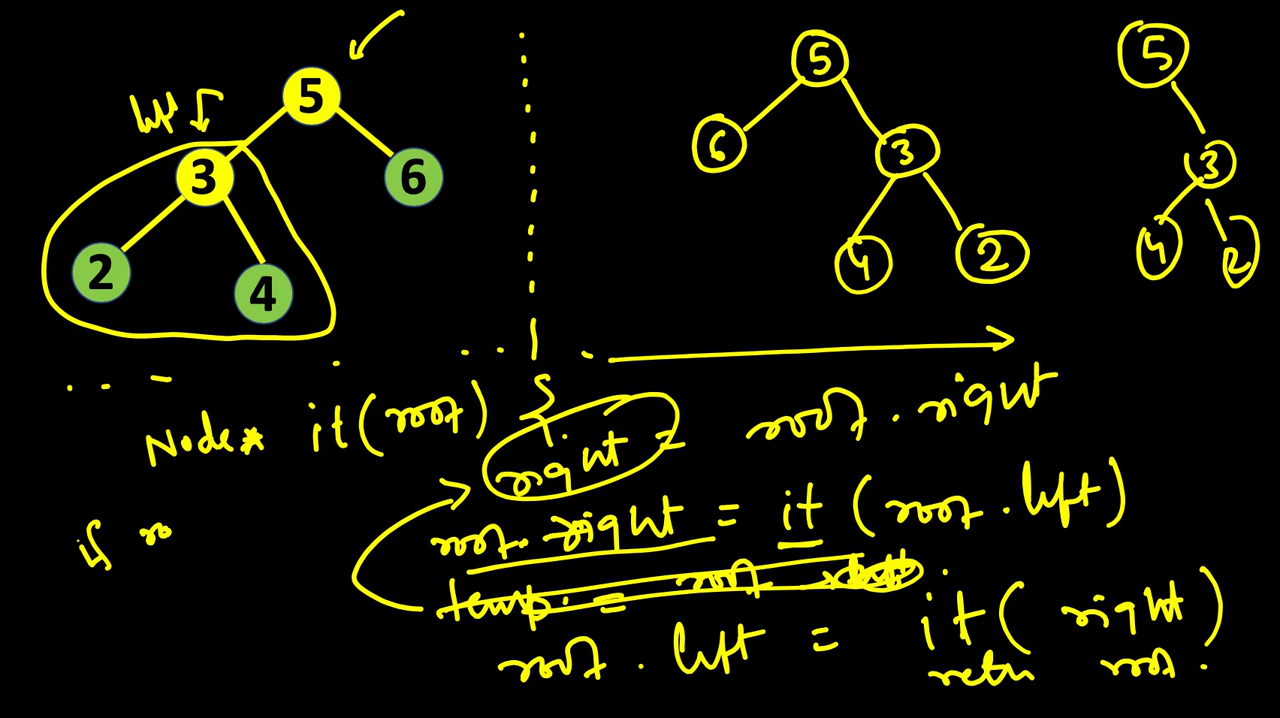 5
left
3
6
2
4
5
6
3
4
2
5
3
4
2
Node* it(root) {
right = root.right
root.right = it (root.left)
if ro
temp = root
root.left = it(right)
return root.